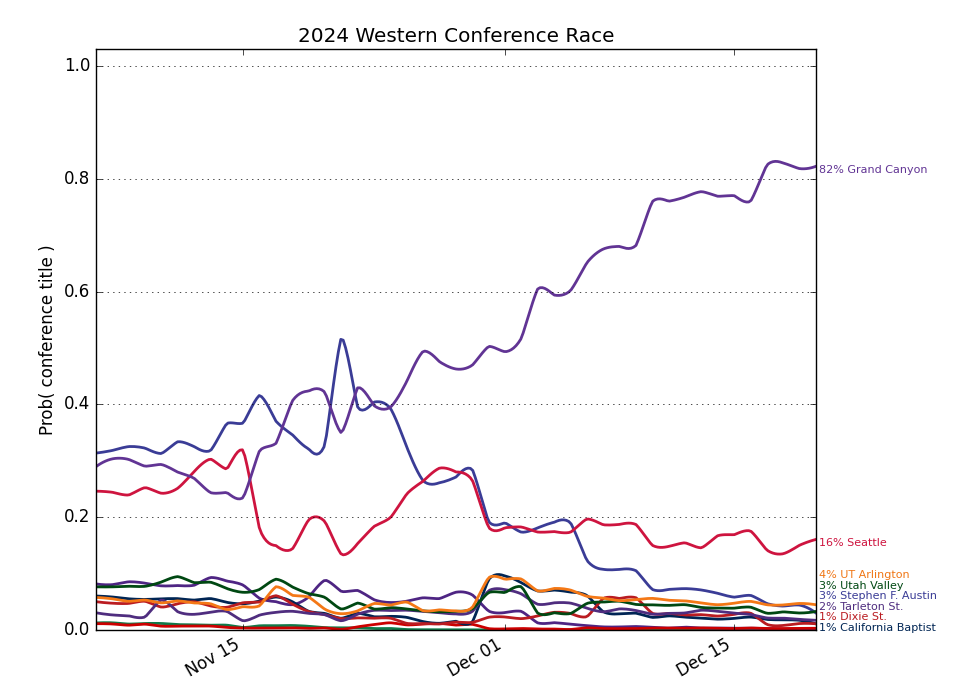 2024 Western Conference Race
Prob( conference title )
1.0
0.8
0.6
0.4
0.2
0.0
Nov 15
Dec 01
Dec 15
82% Grand Canyon
16% Seattle
4% UT Arlington
3% Utah Valley
3% Stephen F. Austin
2% Tarleton St.
1% Dixie St.
1% California Baptist